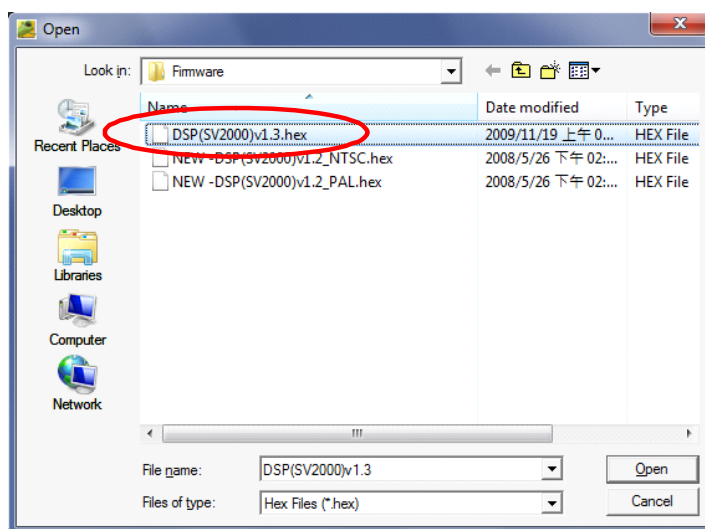 Open
Look in: Firmware
Name Date modified Type
DSP(SV2000)v1.3.hex 2009/11/19 上午 0... HEX File
NEW -DSP(SV2000)v1.2_NTSC.hex 2008/5/26 下午 02:... HEX File
NEW -DSP(SV2000)v1.2_PAL.hex 2008/5/26 下午 02:... HEX File
Recent Places
Desktop
Libraries
Computer
Network
File name: DSP(SV2000)v1.3 Open
Files of type: Hex Files (*.hex) Cancel